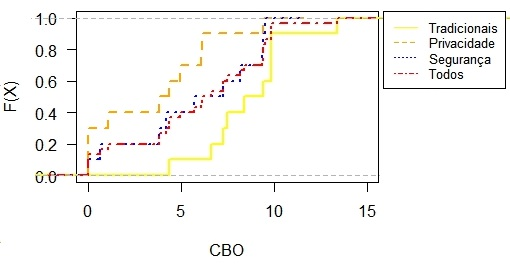 1.0
0.8
0.6
0.4
0.2
0.0
F(X)
0 5 10 15
CBO
Tradicionais
Privacidade
Segurança
Todos